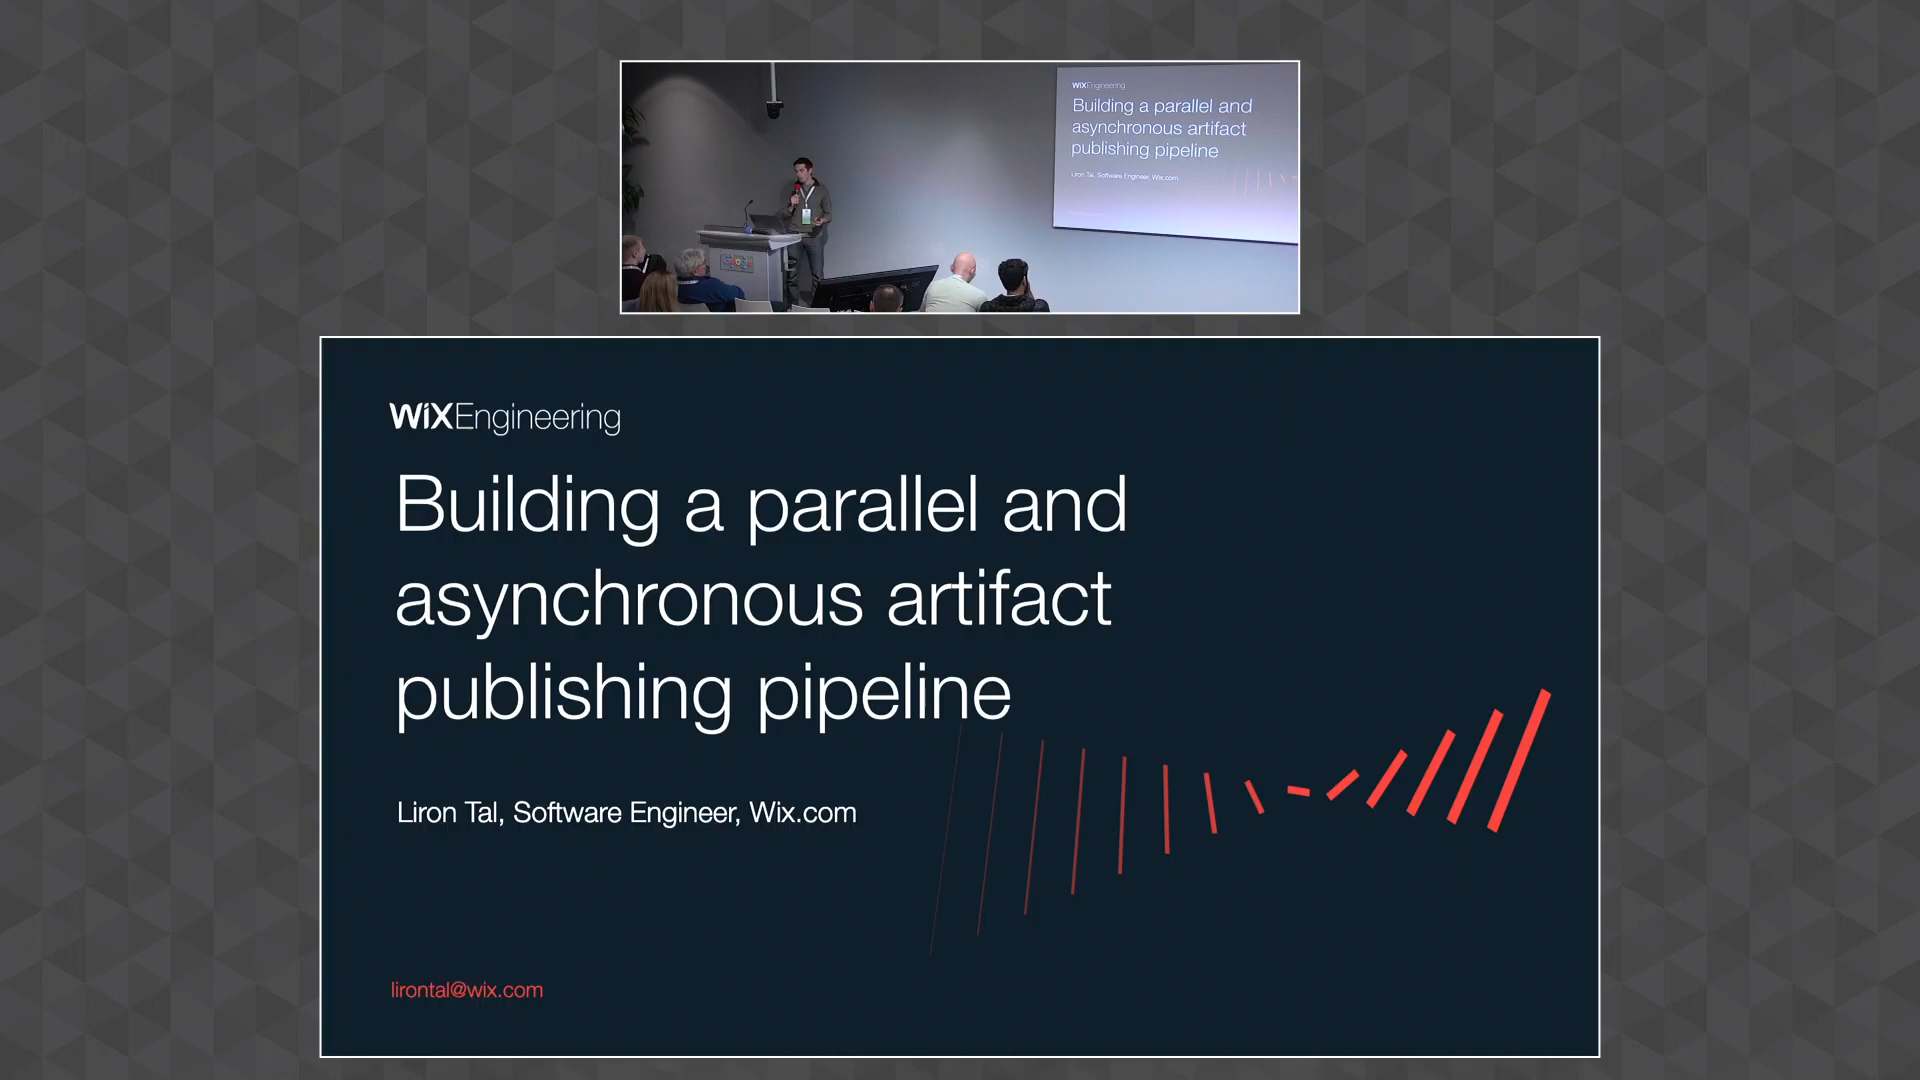 WiXEngineering
Building a parallel and
asynchronous artifact
publishing pipeline
Liron Tal, Software Engineer, Wix.com
Google
WiXEngineering
Building a parallel and
asynchronous artifact
publishing pipeline
Liron Tal, Software Engineer, Wix.com
lirontal@wix.com